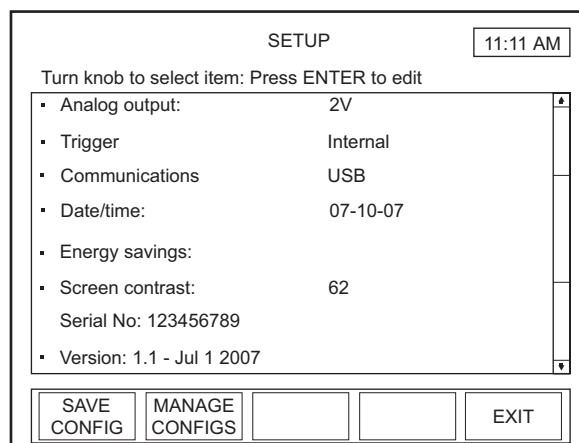 SETUP
11:11 AM
Turn knob to select item: Press ENTER to edit
Analog output: 2V
Trigger Internal
Communications USB
Date/time: 07-10-07
Energy savings:
Screen contrast: 62
Serial No: 123456789
Version: 1.1 - Jul 1 2007
SAVE CONFIG
MANAGE CONFIGS
EXIT